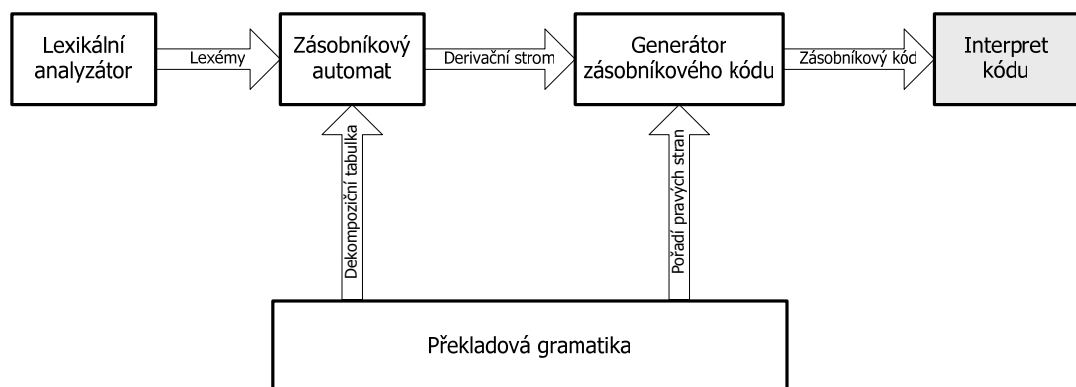 Lexikální
analyzátor
Lexémy
Zásobníkový
automat
Derivační strom
Generátor
zásobníkového kódu
Zásobníkový kód
Interpret
kódu
Dekompoziční tabulka
Pořadí pravých stran
Překladová gramatika